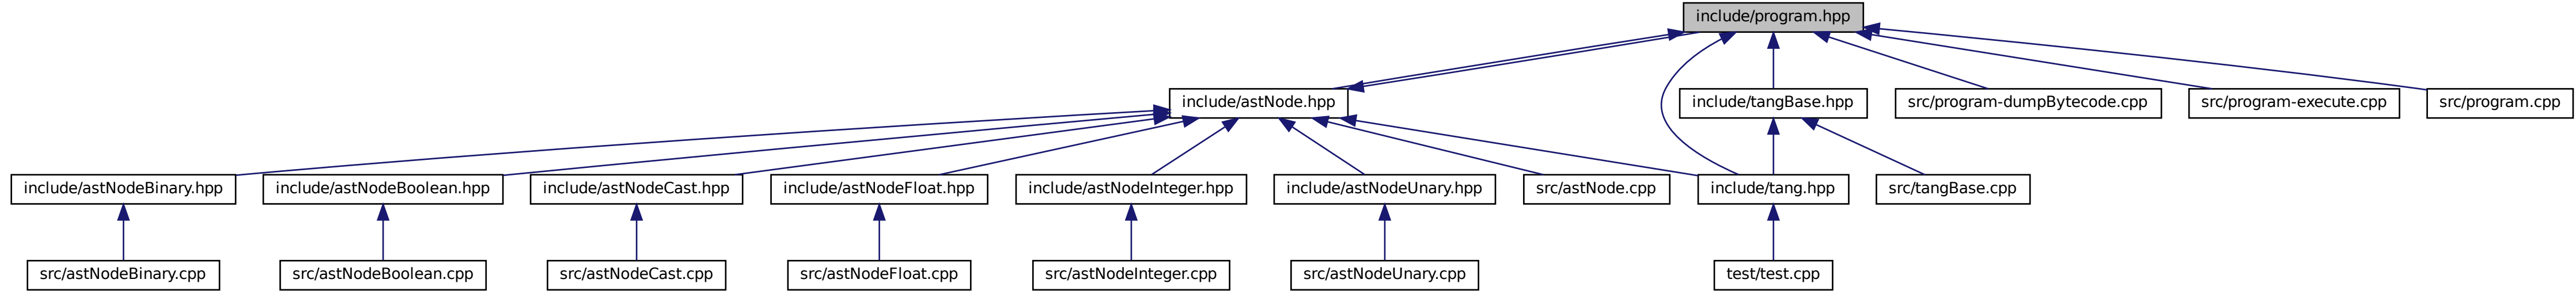 include/program.hpp
include/astNode.hpp
include/tangBase.hpp
src/program-dumpBytecode.cpp
src/program-execute.cpp
src/program.cpp
include/astNodeBinary.hpp
include/astNodeBoolean.hpp
include/astNodeCast.hpp
include/astNodeFloat.hpp
include/astNodeInteger.hpp
include/astNodeUnary.hpp
src/astNode.cpp
include/tang.hpp
src/tangBase.cpp
src/astNodeBinary.cpp
src/astNodeBoolean.cpp
src/astNodeCast.cpp
src/astNodeFloat.cpp
src/astNodeInteger.cpp
src/astNodeUnary.cpp
test/test.cpp